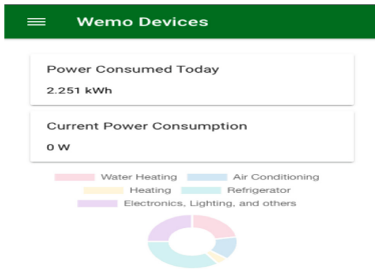 Wemo Devices
Power Consumed Today
2.251 kWh
Current Power Consumption
0 W
Water Heating Air Conditioning
Heating Refrigerator
Electronics, Lighting, and others